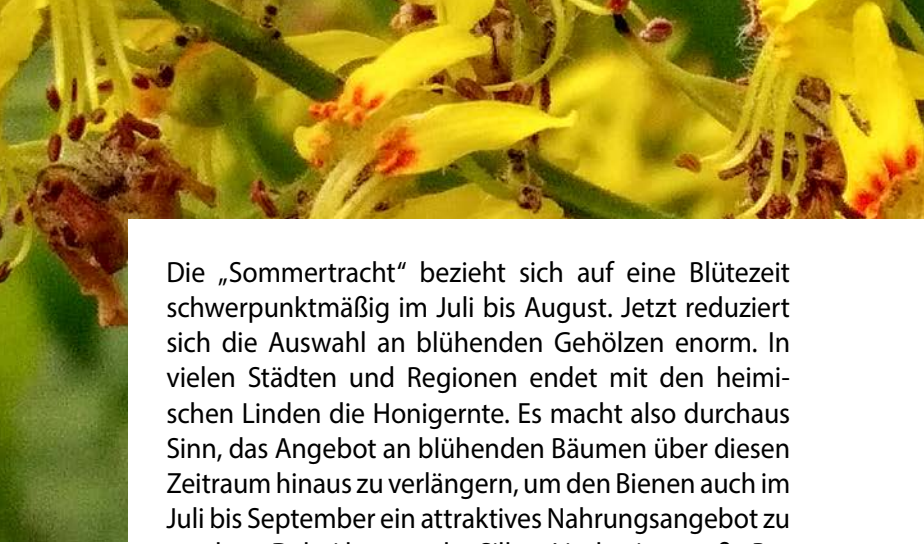 Die „Sommertracht“ bezieht sich auf eine Blütezeit
schwerpunktmäßig im Juli bis August. Jetzt reduziert
sich die Auswahl an blühenden Gehölzen enorm. In
vielen Städten und Regionen endet mit den heimi-
schen Linden die Honigernte. Es macht also durchaus
Sinn, das Angebot an blühenden Bäumen über diesen
Zeitraum hinaus zu verlängern, um den Bienen auch im
Juli bis September ein attraktives Nahrungsangebot zu